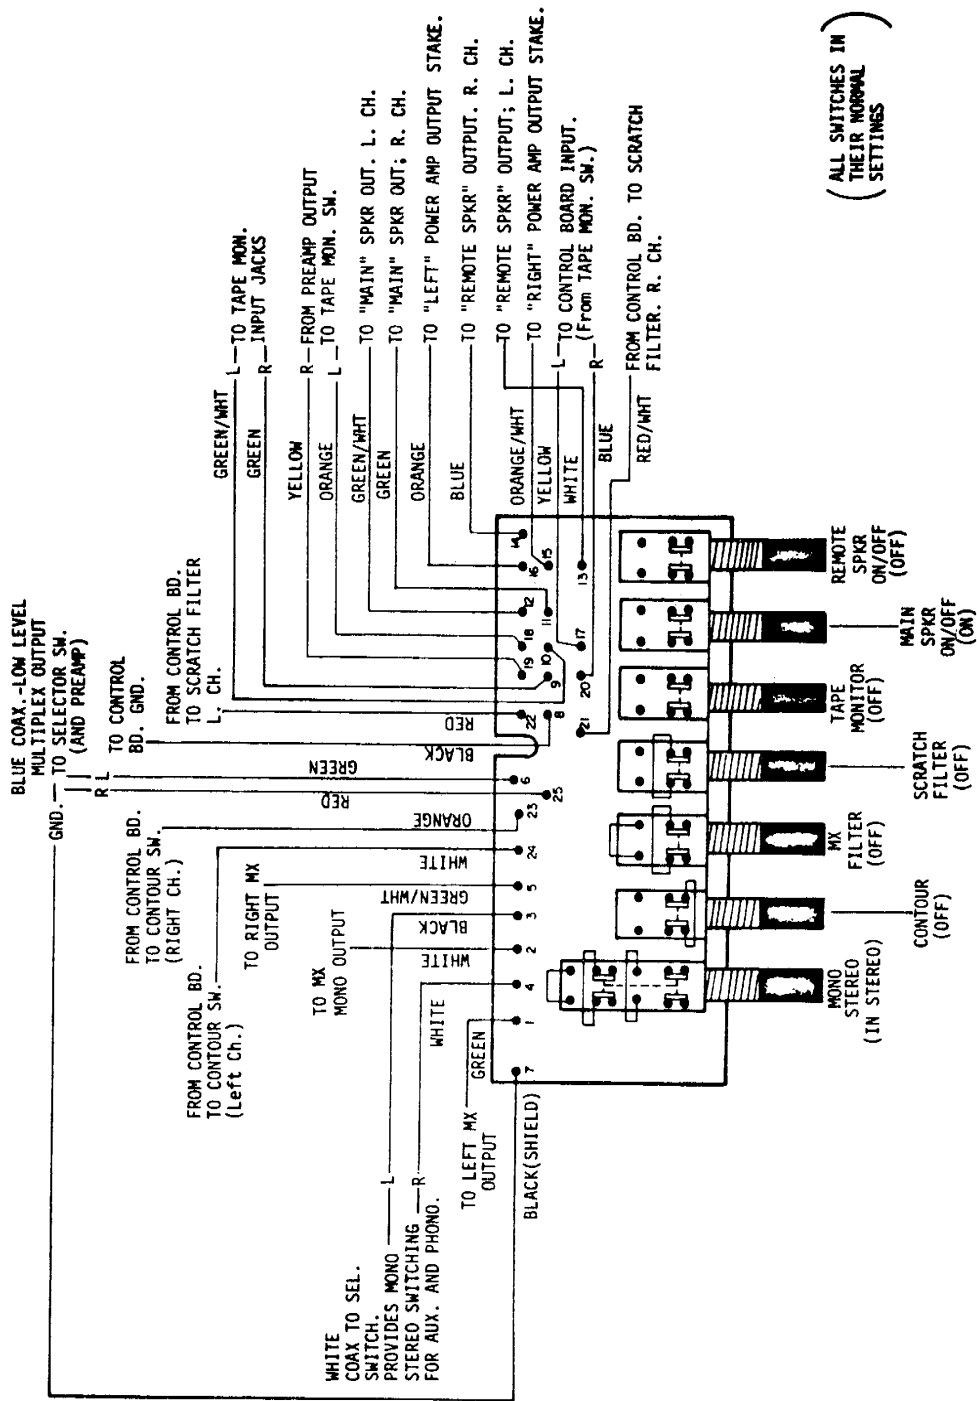 BLUE COAX.-LOW LEVEL
MULTIPLEX OUTPUT
GND.
TO SELECTOR SW.
(AND PREAMP)
R
L
TO CONTROL
BD. GND.
FROM CONTROL BD.
TO SCRATCH FILTER
L. CH.
FROM CONTROL BD.
TO CONTOUR SW.
(RIGHT CH.)
FROM CONTROL BD.
TO CONTOUR SW.
(Left Ch.)
TO RIGHT MX
OUTPUT
TO MX
MONO OUTPUT
WHITE
COAX TO SEL.
SWITCH.
PROVIDES MONO
L
STEREO SWITCHING
R
FOR AUX. AND PHONO.
TO LEFT MX
OUTPUT
BLACK(SHIELD)
GREEN
WHITE
WHITE
BLACK
GREEN/WHT
WHITE
ORANGE
RED
GREEN
BLACK
RED
GREEN/WHT
L
TO TAPE MON.
INPUT JACKS
GREEN
R
YELLOW
R
FROM PREAMP OUTPUT
TO TAPE MON. SW.
ORANGE
L
GREEN/WHT
TO "MAIN" SPKR OUT. L. CH.
GREEN
TO "MAIN" SPKR OUT; R. CH.
ORANGE
TO "LEFT" POWER AMP OUTPUT STAKE.
BLUE
TO "REMOTE SPKR" OUTPUT. R. CH.
ORANGE/WHT
TO "REMOTE SPKR" OUTPUT; L. CH.
YELLOW
TO "RIGHT" POWER AMP OUTPUT STAKE.
WHITE
L
TO CONTROL BOARD INPUT.
(From TAPE MON. SW.)
R
BLUE
RED/WHT
FROM CONTROL BD. TO SCRATCH
FILTER. R. CH.
7
1
4
2
3
5
24
23
25
6
8
22
9
10
19
18
11
12
16
15
14
13
17
20
21
MONO
STEREO
(IN STEREO)
CONTOUR
(OFF)
MX
FILTER
(OFF)
SCRATCH
FILTER
(OFF)
TAPE
MONITOR
(OFF)
MAIN
SPKR
ON/OFF
(ON)
REMOTE
SPKR
ON/OFF
(OFF)
(ALL SWITCHES IN
THEIR NORMAL
SETTINGS)